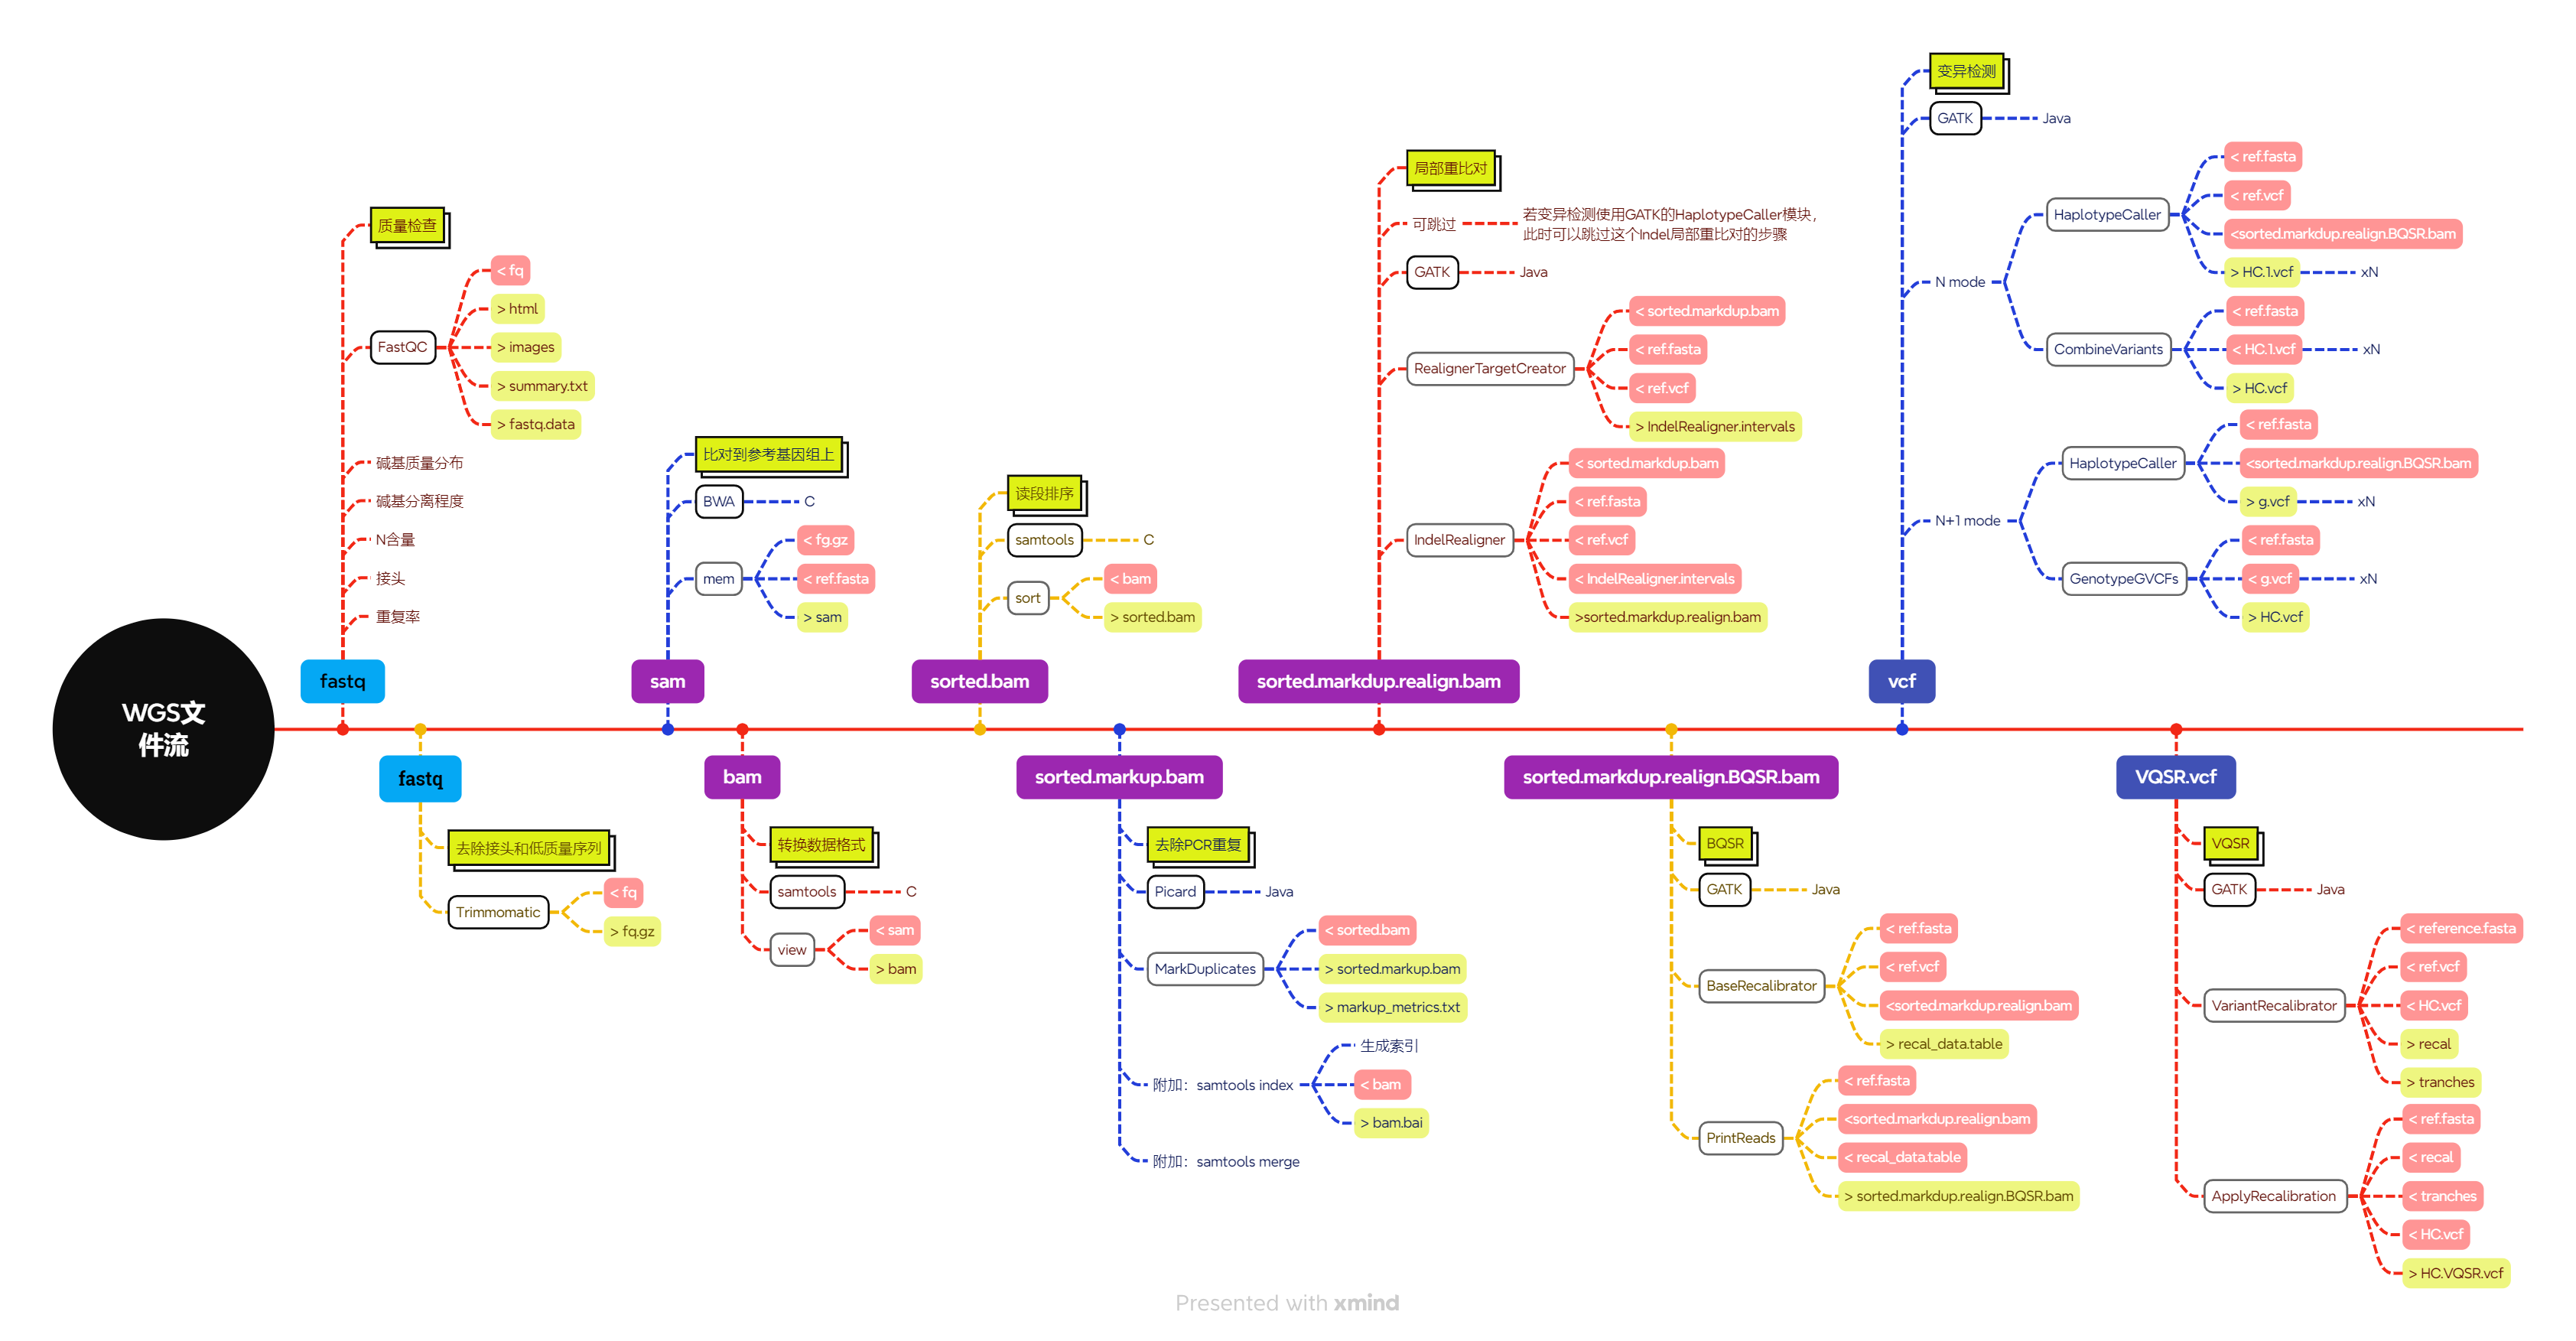 WGS文
件流
fastq
质量检查
FastQC
< fq
> html
> images
> summary.txt
> fastq.data
碱基质量分布
碱基分离程度
N含量
接头
重复率
fastq
去除接头和低质量序列
Trimmomatic
< fq
> fq.gz
sam
比对到参考基因组上
BWA
C
mem
< fg.gz
< ref.fasta
> sam
bam
转换数据格式
samtools
C
view
< sam
> bam
sorted.bam
读段排序
samtools
C
sort
< bam
> sorted.bam
sorted.markup.bam
去除PCR重复
Picard
Java
MarkDuplicates
< sorted.bam
> sorted.markup.bam
> markup_metrics.txt
附加：samtools index
生成索引
< bam
> bam.bai
附加：samtools merge
sorted.markdup.realign.bam
局部重比对
可跳过
若变异检测使用GATK的HaplotypeCaller模块，
此时可以跳过这个Indel局部重比对的步骤
GATK
Java
RealignerTargetCreator
< sorted.markdup.bam
< ref.fasta
< ref.vcf
> IndelRealigner.intervals
IndelRealigner
< sorted.markdup.bam
< ref.fasta
< ref.vcf
< IndelRealigner.intervals
>sorted.markdup.realign.bam
sorted.markdup.realign.BQSR.bam
BQSR
GATK
Java
BaseRecalibrator
< ref.fasta
< ref.vcf
<sorted.markdup.realign.bam
> recal_data.table
PrintReads
< ref.fasta
<sorted.markdup.realign.bam
< recal_data.table
> sorted.markdup.realign.BQSR.bam
vcf
变异检测
GATK
Java
N mode
HaplotypeCaller
< ref.fasta
< ref.vcf
<sorted.markdup.realign.BQSR.bam
> HC.1.vcf
xN
CombineVariants
< ref.fasta
< HC.1.vcf
xN
> HC.vcf
N+1 mode
HaplotypeCaller
< ref.fasta
<sorted.markdup.realign.BQSR.bam
> g.vcf
xN
GenotypeGVCFs
< ref.fasta
< g.vcf
xN
> HC.vcf
VQSR.vcf
VQSR
GATK
Java
VariantRecalibrator
< reference.fasta
< ref.vcf
< HC.vcf
> recal
> tranches
ApplyRecalibration
< ref.fasta
< recal
< tranches
< HC.vcf
> HC.VQSR.vcf
Presented with xmind